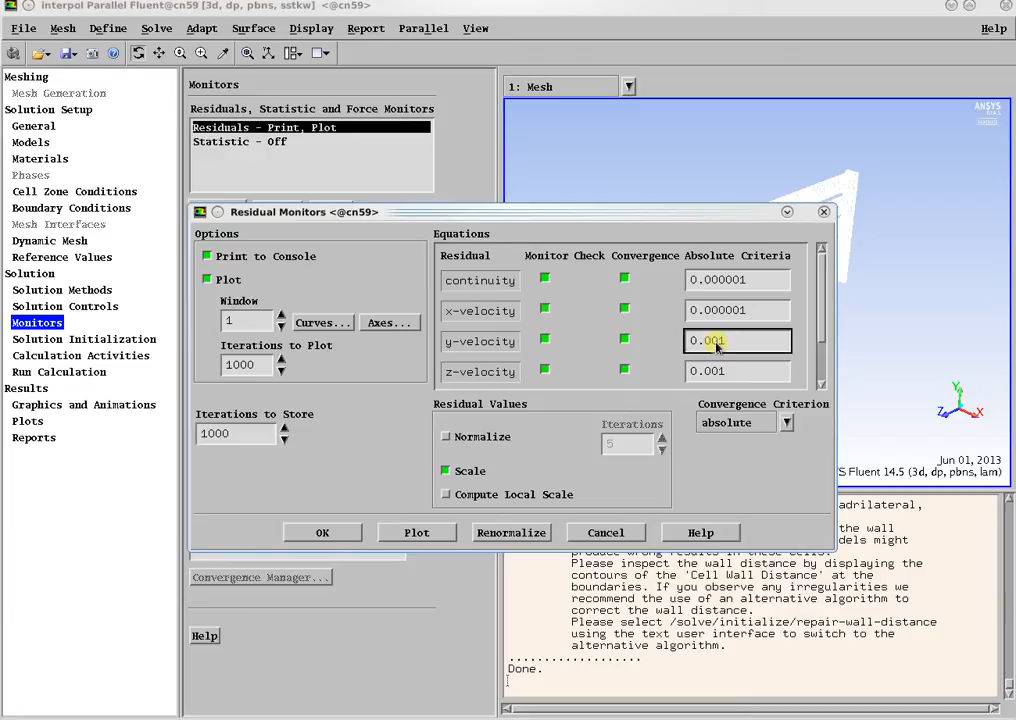 interpol Parallel Fluent@cn59 [3d, dp, pbns, sstkw] <@cn59>
File Mesh Define Solve Adapt Surface Display Report Parallel View Help
Meshing
Mesh Generation
Solution Setup
General
Models
Materials
Phases
Cell Zone Conditions
Boundary Conditions
Mesh Interfaces
Dynamic Mesh
Reference Values
Solution
Solution Methods
Solution Controls
Monitors
Solution Initialization
Calculation Activities
Run Calculation
Results
Graphics and Animations
Plots
Reports
Monitors
Residuals, Statistic and Force Monitors
Residuals - Print, Plot
Statistic - Off
1: Mesh
ANSYS
Residual Monitors <@cn59>
Options
Print to Console
Plot
Window
1 Curves... Axes...
Iterations to Plot
1000
Iterations to Store
1000
Equations
Residual Monitor Check Convergence Absolute Criteria
continuity 0.000001
x-velocity 0.000001
y-velocity 0.001
z-velocity 0.001
Residual Values
Normalize
Iterations
5
Scale
Compute Local Scale
Convergence Criterion
absolute
OK Plot Renormalize Cancel Help
Convergence Manager...
Help
Y
Z X
Jun 01, 2013
YS Fluent 14.5 (3d, dp, pbns, lam)
adrilateral,
the wall
dels might
produce wrong results in these cells.
Please inspect the wall distance by displaying the
contours of the 'Cell Wall Distance' at the
boundaries. If you observe any irregularities we
recommend the use of an alternative algorithm to
correct the wall distance.
Please select /solve/initialize/repair-wall-distance
using the text user interface to switch to the
alternative algorithm.
...................
Done.